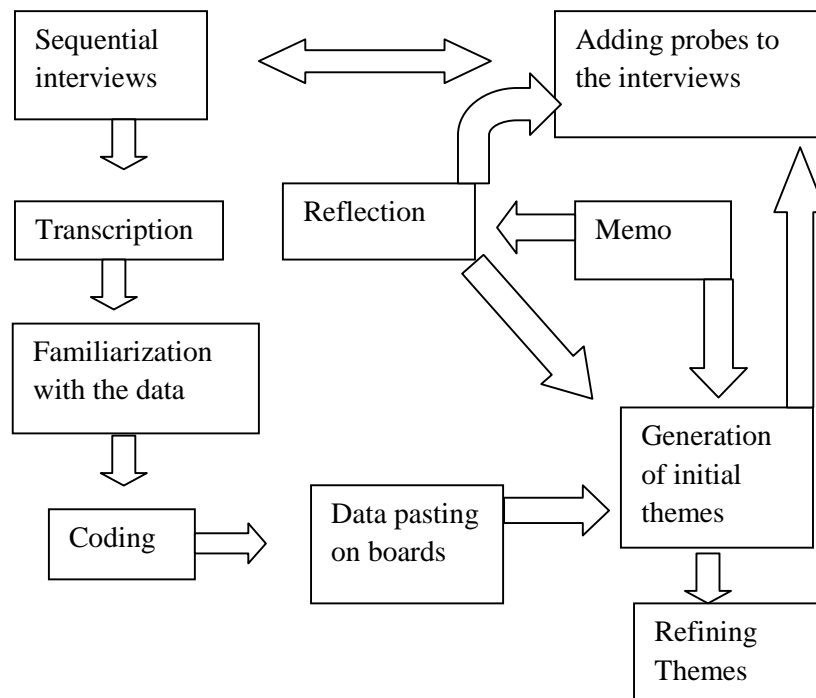 Sequential
interviews
Adding probes to
the interviews
Reflection
Memo
Transcription
Familiarization
with the data
Generation
of initial
themes
Coding
Data pasting
on boards
Refining
Themes